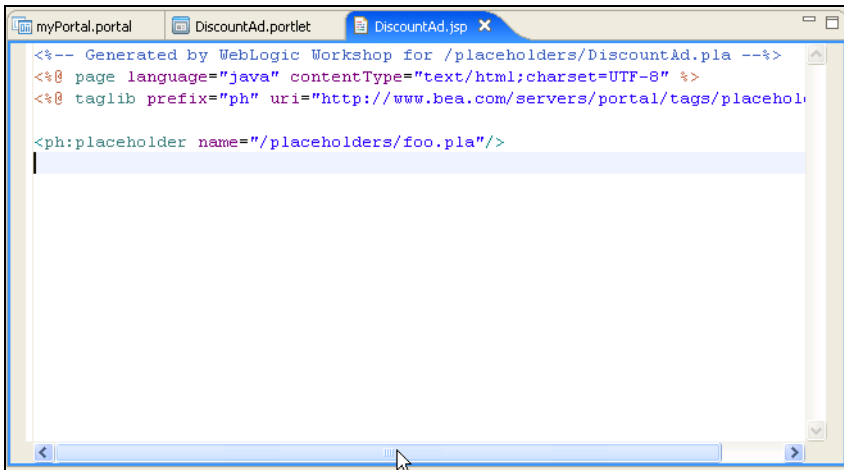 myPortal.portal DiscountAd.portlet DiscountAd.jsp
<%-- Generated by WebLogic Workshop for /placeholders/DiscountAd.pla --%>
<%@ page language="java" contentType="text/html;charset=UTF-8" %>
<%@ taglib prefix="ph" uri="http://www.bea.com/servers/portal/tags/placehol
<ph:placeholder name="/placeholders/foo.pla"/>